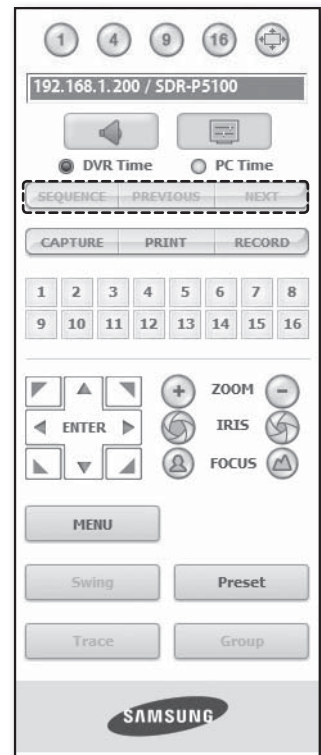 1 4 9 16
192.168.1.200 / SDR-P5100
DVR Time PC Time
SEQUENCE PREVIOUS NEXT
CAPTURE PRINT RECORD
1 2 3 4 5 6 7 8
9 10 11 12 13 14 15 16
ZOOM
ENTER IRIS
FOCUS
MENU
Swing Preset
Trace Group
SAMSUNG